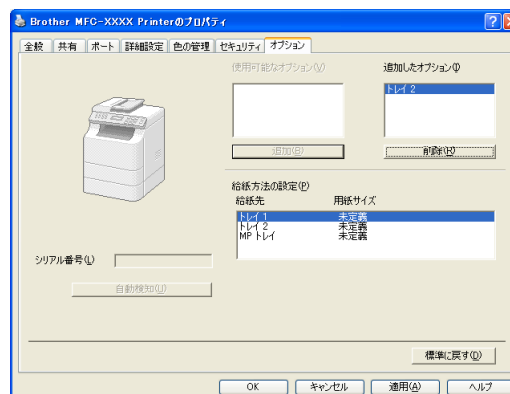 Brother MFC-XXXX Printerのプロパティ
全般 共有 ポート 詳細設定 色の管理 セキュリティ オプション
使用可能なオプション(V)
追加したオプション(I)
トレイ 2
追加(B)
削除(R)
給紙方法の設定(P)
給紙先 用紙サイズ
トレイ 1 未定義
トレイ 2 未定義
MP トレイ 未定義
シリアル番号(L)
自動検知(U)
標準に戻す(D)
OK キャンセル 適用(A) ヘルプ